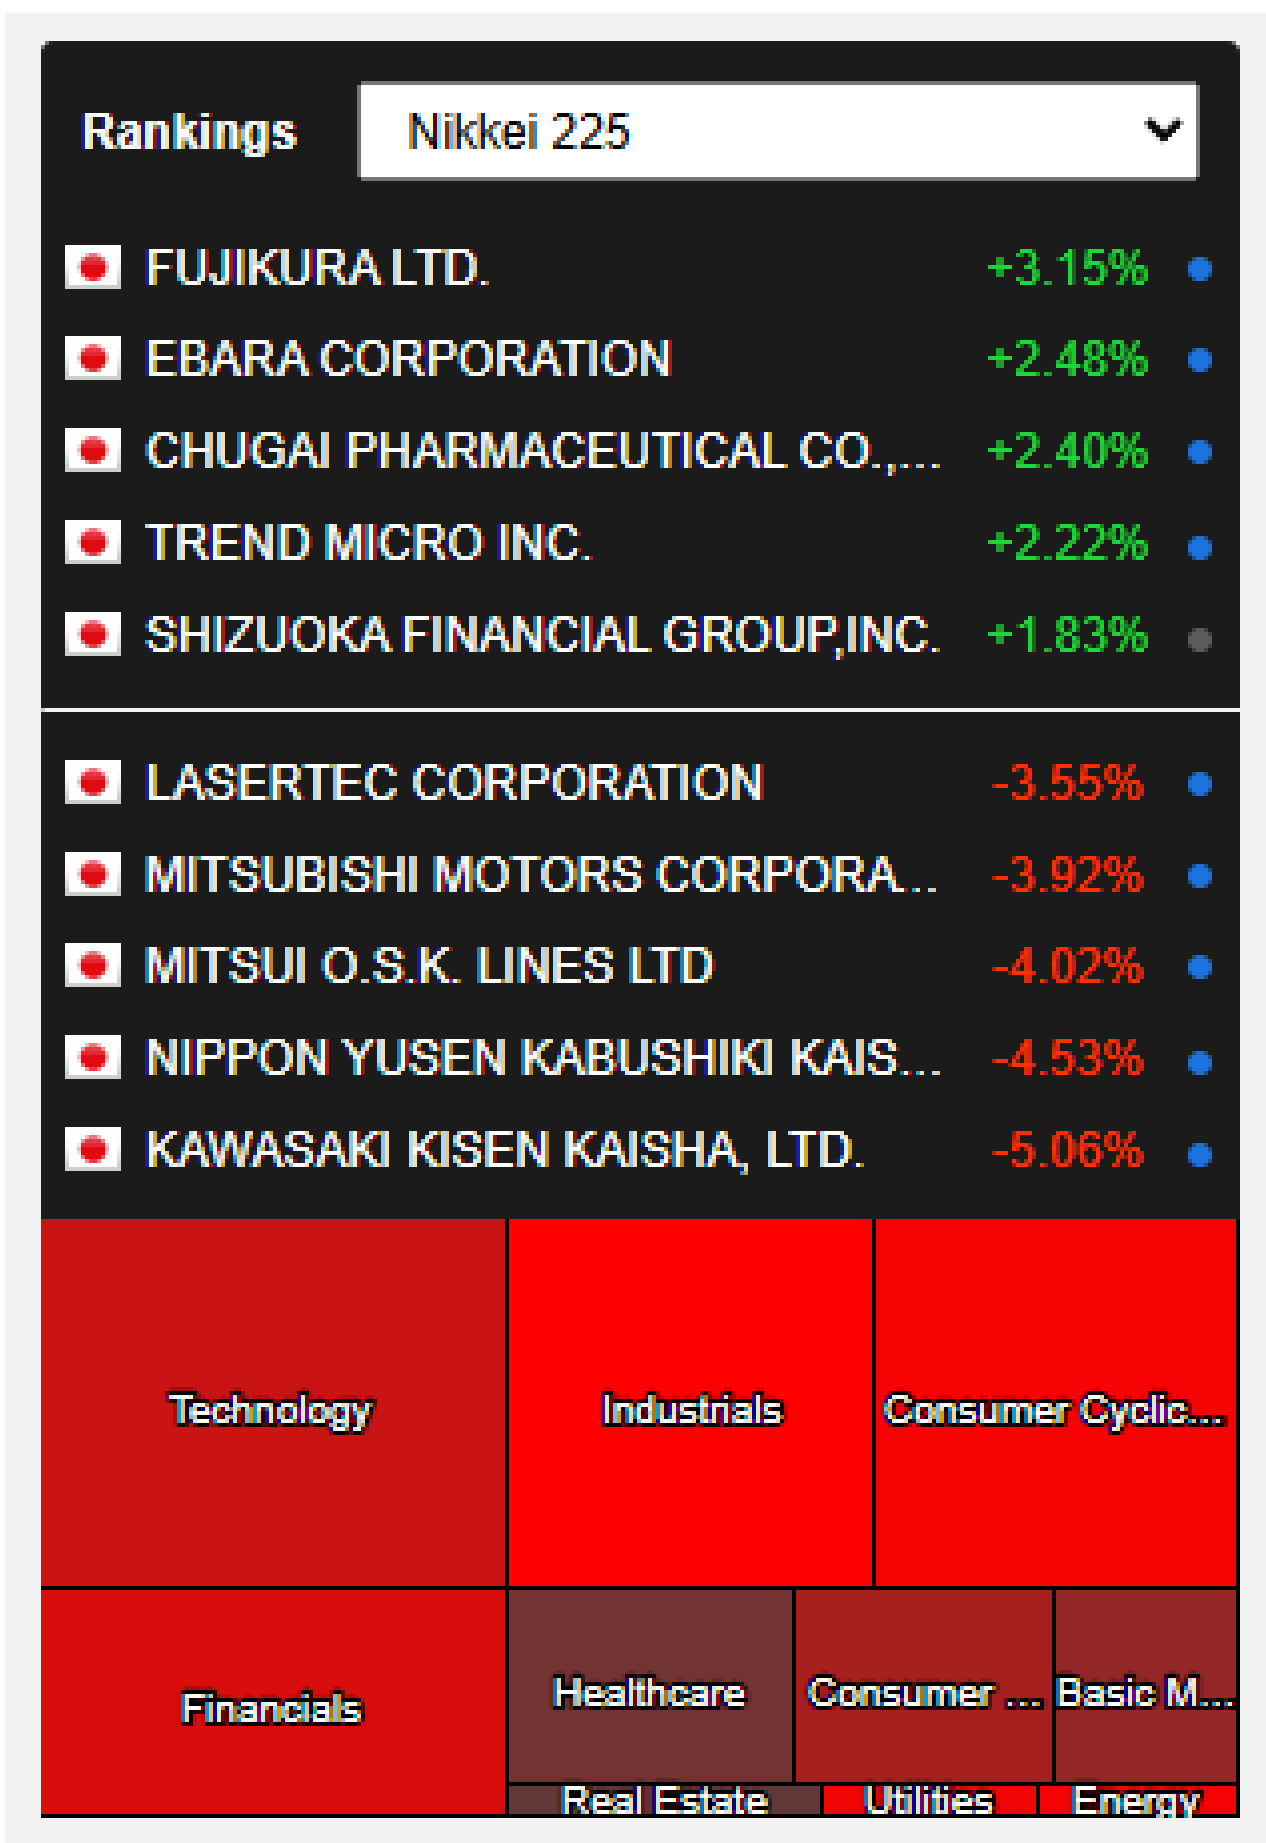 Rankings Nikkei 225
FUJIKURA LTD. +3.15%
EBARA CORPORATION +2.48%
CHUGAI PHARMACEUTICAL CO.,... +2.40%
TREND MICRO INC. +2.22%
SHIZUOKA FINANCIAL GROUP,INC. +1.83%
LASERTEC CORPORATION -3.55%
MITSUBISHI MOTORS CORPORA... -3.92%
MITSUI O.S.K. LINES LTD -4.02%
NIPPON YUSEN KABUSHIKI KAIS... -4.53%
KAWASAKI KISEN KAISHA, LTD. -5.06%
Technology Industrials Consumer Cyclic...
Financials Healthcare Consumer ... Basic M...
Real Estate Utilities Energy